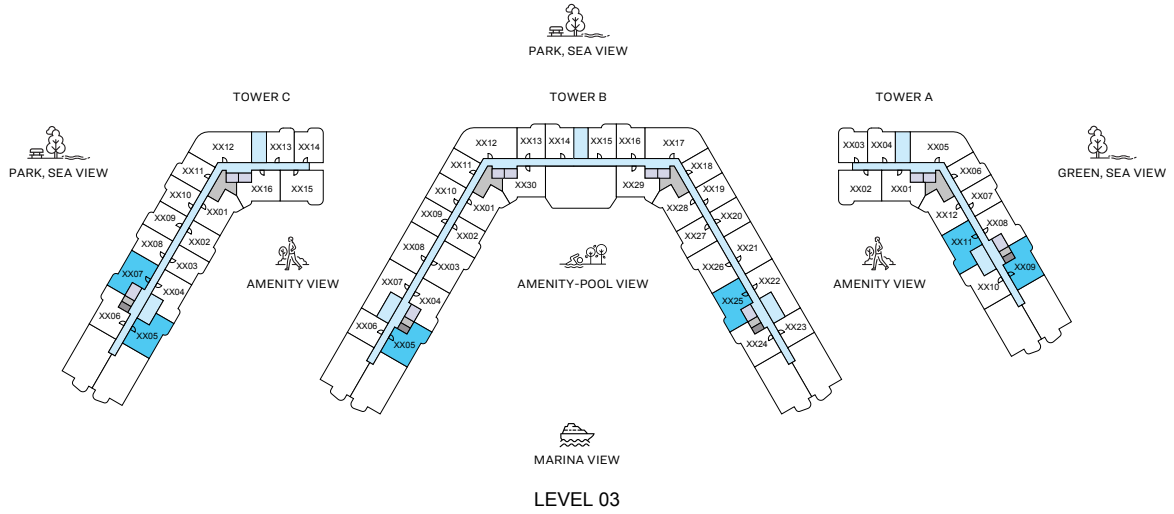 PARK, SEA VIEW
TOWER C
TOWER B
TOWER A
PARK, SEA VIEW
GREEN, SEA VIEW
XX12
XX13
XX14
XX11
XX10
XX09
XX08
XX07
XX06
XX05
XX04
XX03
XX02
XX01
XX16
XX15
AMENITY VIEW
XX12
XX13
XX14
XX15
XX16
XX17
XX11
XX10
XX09
XX08
XX07
XX06
XX05
XX04
XX03
XX02
XX01
XX30
XX29
XX28
XX27
XX26
XX25
XX24
XX23
XX22
XX21
XX20
XX19
XX18
AMENITY-POOL VIEW
XX03
XX04
XX05
XX02
XX01
XX06
XX07
XX08
XX09
XX10
XX11
XX12
AMENITY VIEW
MARINA VIEW
LEVEL 03